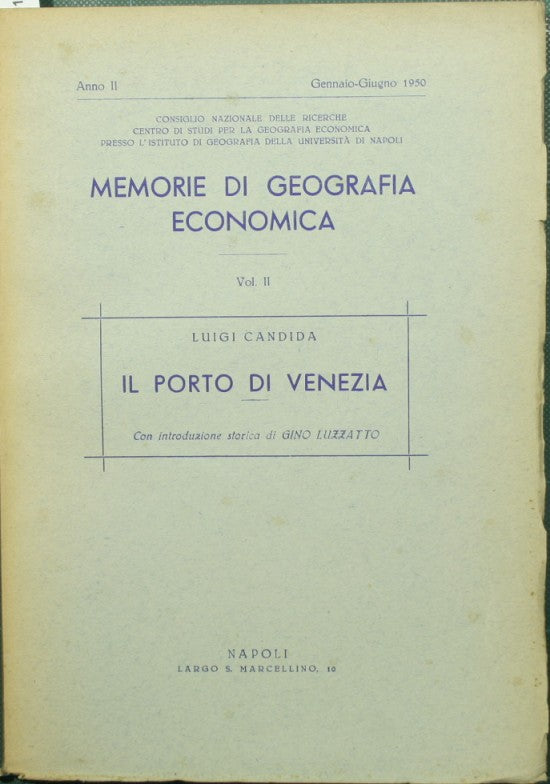 Anno II
Gennaio-Giugno 1950
CONSIGLIO NAZIONALE DELLE RICERCHE
CENTRO DI STUDI PER LA GEOGRAFIA ECONOMICA
PRESSO L'ISTITUTO DI GEOGRAFIA DELLA UNIVERSITÀ DI NAPOLI
MEMORIE DI GEOGRAFIA
ECONOMICA
Vol. II
LUIGI CANDIDA
IL PORTO DI VENEZIA
Con introduzione storica di GINO LUZZATTO
NAPOLI
LARGO S. MARCELLINO, 10